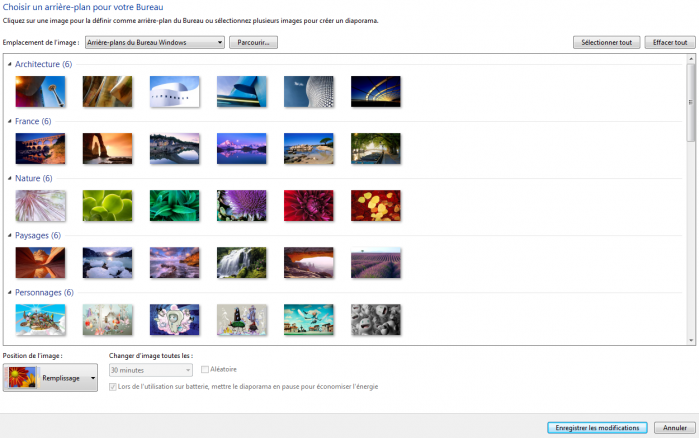 Choisir un arrière-plan pour votre Bureau
Cliquez sur une image pour la définir comme arrière-plan du Bureau ou sélectionnez plusieurs images pour créer un diaporama.
Emplacement de l'image : Arrière-plans du Bureau Windows Parcourir... Sélectionner tout Effacer tout
Architecture (6)
France (6)
Nature (6)
Paysages (6)
Personnages (6)
Position de l'image : Changer d'image toutes les :
Remplissage 30 minutes Aléatoire
Lors de l'utilisation sur batterie, mettre le diaporama en pause pour économiser l'énergie
Enregistrer les modifications Annuler